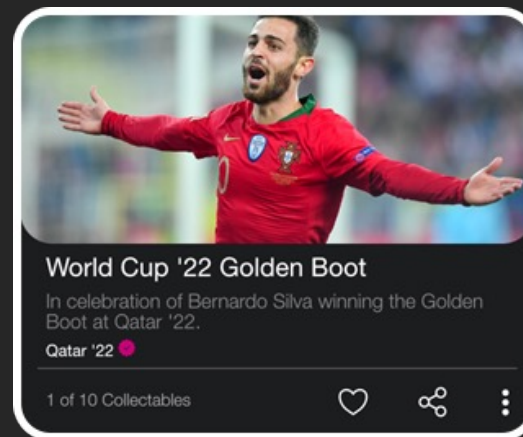 World Cup '22 Golden Boot
In celebration of Bernardo Silva winning the Golden
Boot at Qatar '22.
Qatar '22
1 of 10 Collectables